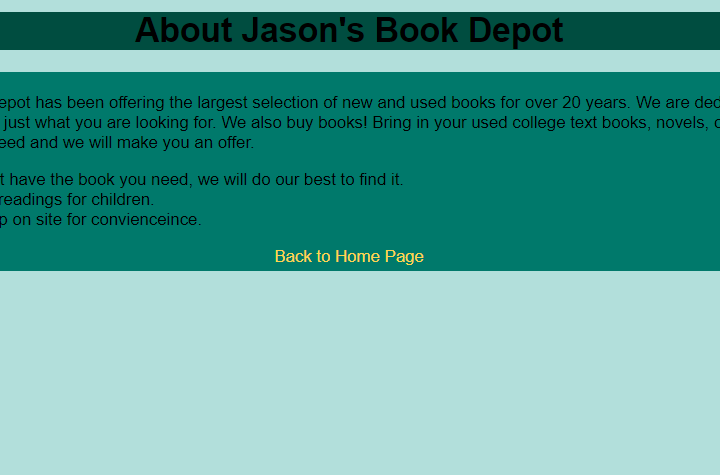 About Jason's Book Depot
epot has been offering the largest selection of new and used books for over 20 years. We are ded
just what you are looking for. We also buy books! Bring in your used college text books, novels, c
eed and we will make you an offer.
t have the book you need, we will do our best to find it.
readings for children.
p on site for convienceince.
Back to Home Page